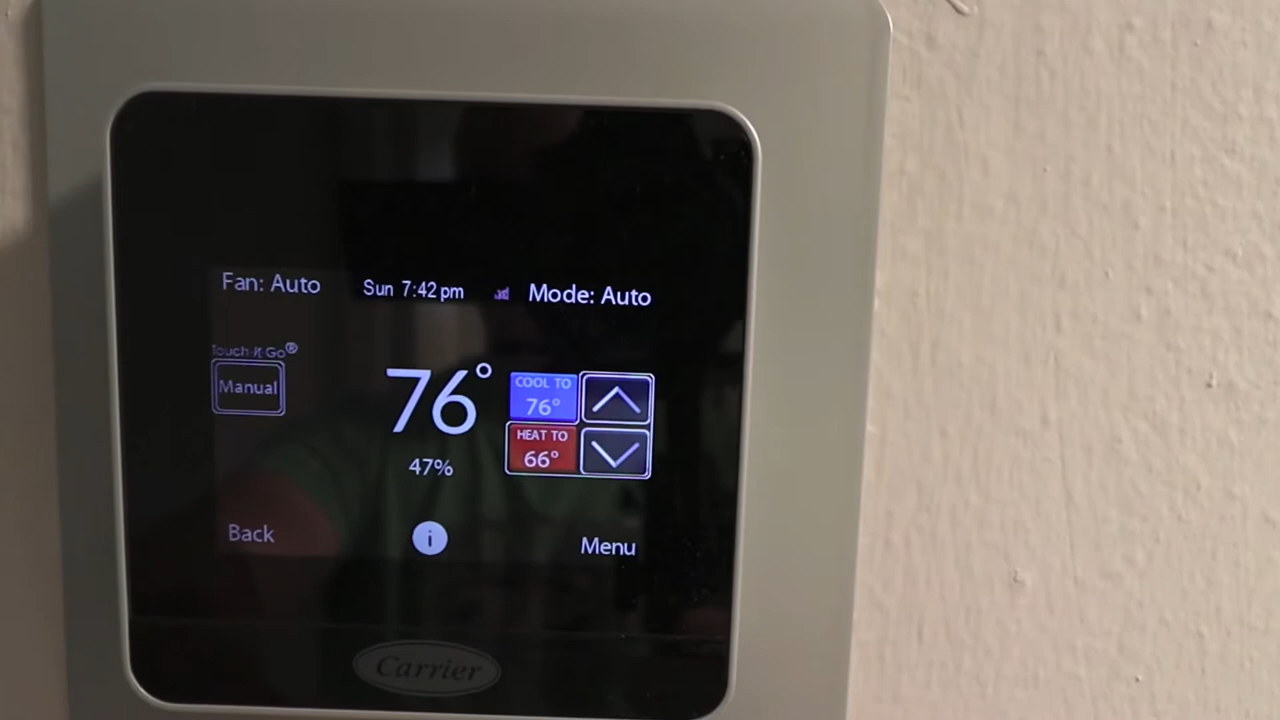 Fan: Auto
Sun 7:42 pm
Mode: Auto
Touch-N-Go®
Manual
76°
47%
COOL TO
76°
HEAT TO
66°
Back
i
Menu
Carrier